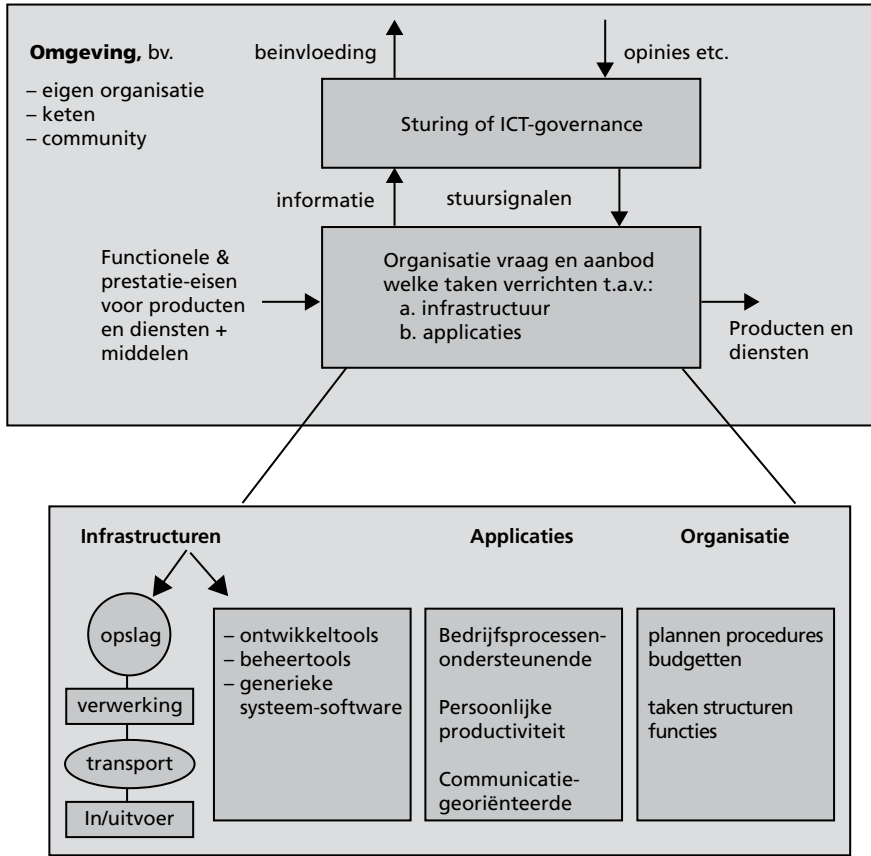 Omgeving, bv.
– eigen organisatie
– keten
– community
beinvloeding
opinies etc.
Sturing of ICT-governance
informatie
stuursignalen
Functionele &
prestatie-eisen
voor producten
en diensten +
middelen
Organisatie vraag en aanbod
welke taken verrichten t.a.v.:
a. infrastructuur
b. applicaties
Producten en
diensten
Infrastructuren
opslag
verwerking
transport
In/uitvoer
– ontwikkeltools
– beheertools
– generieke
systeem-software
Applicaties
Bedrijfsprocessen-
ondersteunende
Persoonlijke
productiviteit
Communicatie-
georiënteerde
Organisatie
plannen procedures
budgetten
taken structuren
functies